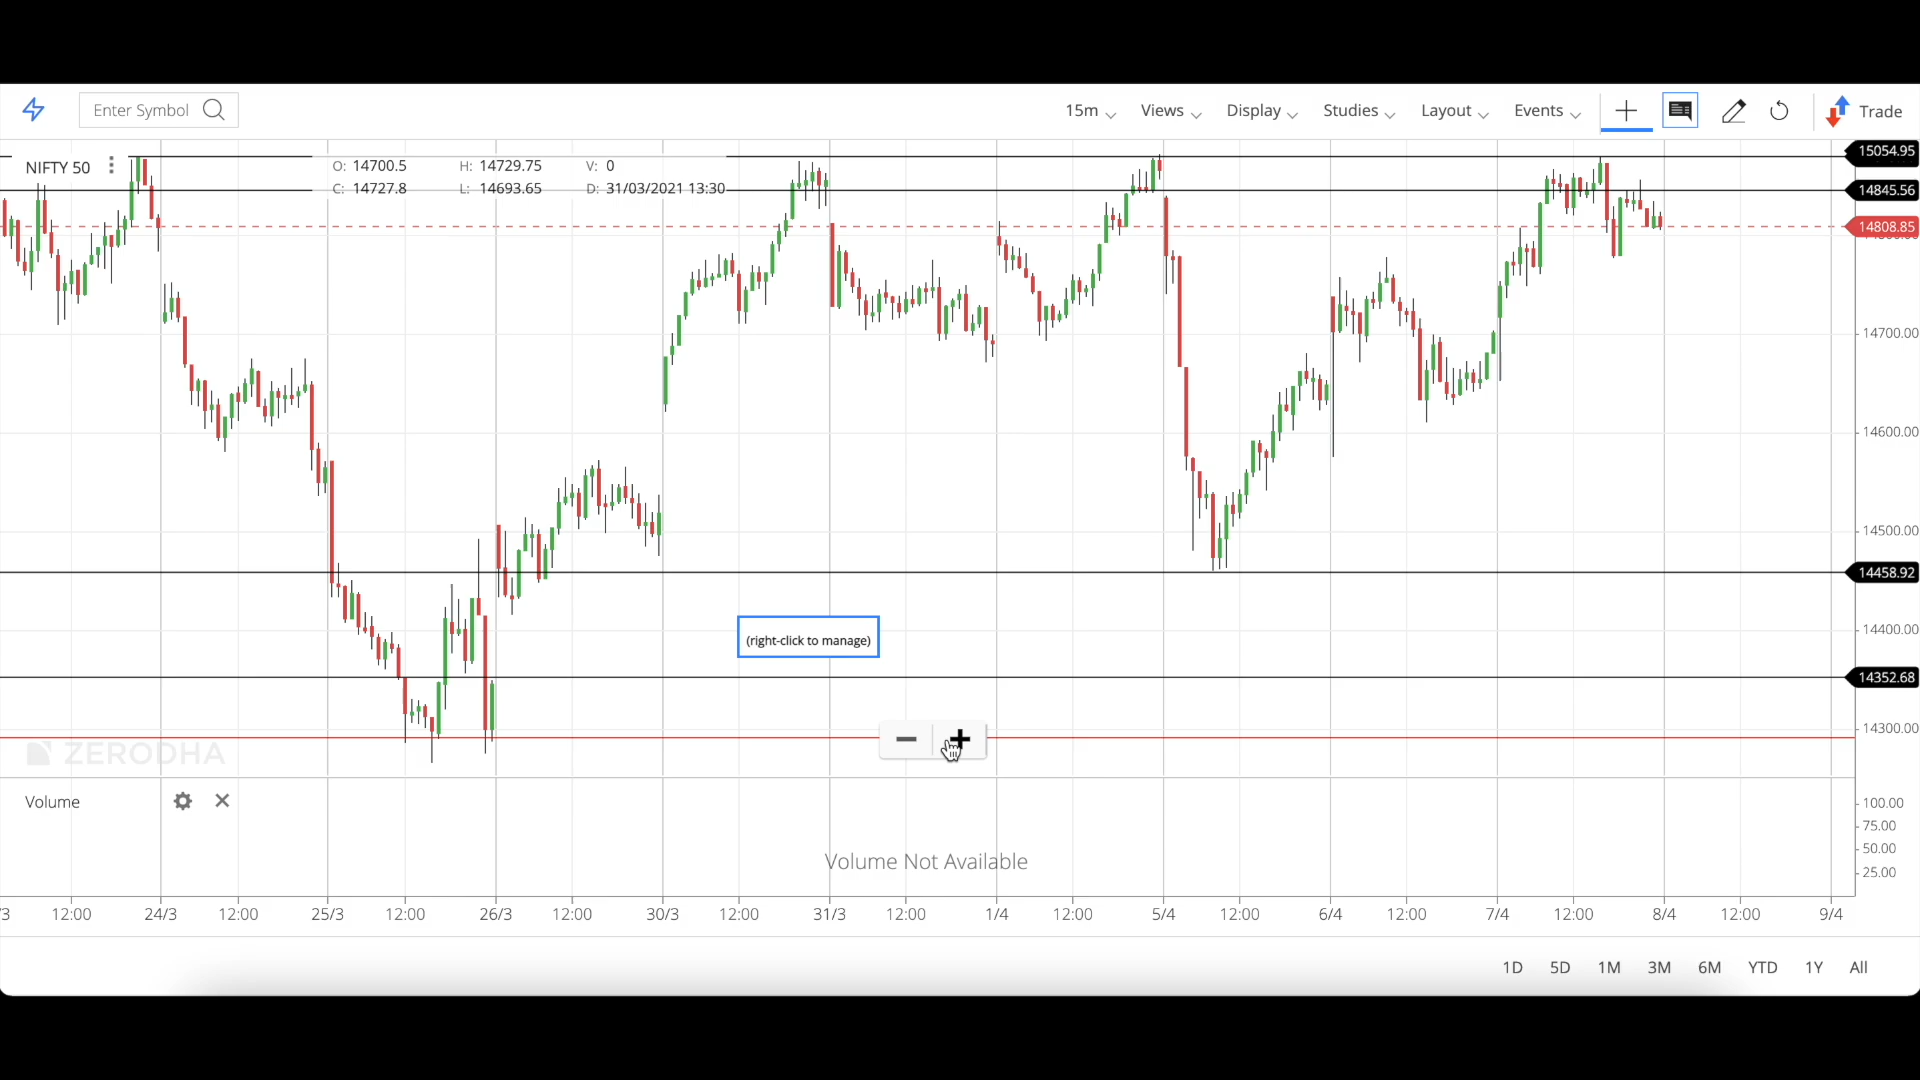 Enter Symbol
15m
Views
Display
Studies
Layout
Events
Trade
NIFTY 50
O: 14700.5 H: 14729.75 V: 0
C: 14727.8 L: 14693.65 D: 31/03/2021 13:30
15054.95
14845.56
14808.85
14700.00
14600.00
14500.00
14458.92
14400.00
(right-click to manage)
14352.68
14300.00
ZERODHA
Volume
100.00
75.00
50.00
25.00
Volume Not Available
/3 12:00 24/3 12:00 25/3 12:00 26/3 12:00 30/3 12:00 31/3 12:00 1/4 12:00 5/4 12:00 6/4 12:00 7/4 12:00 8/4 12:00 9/4
1D 5D 1M 3M 6M YTD 1Y All